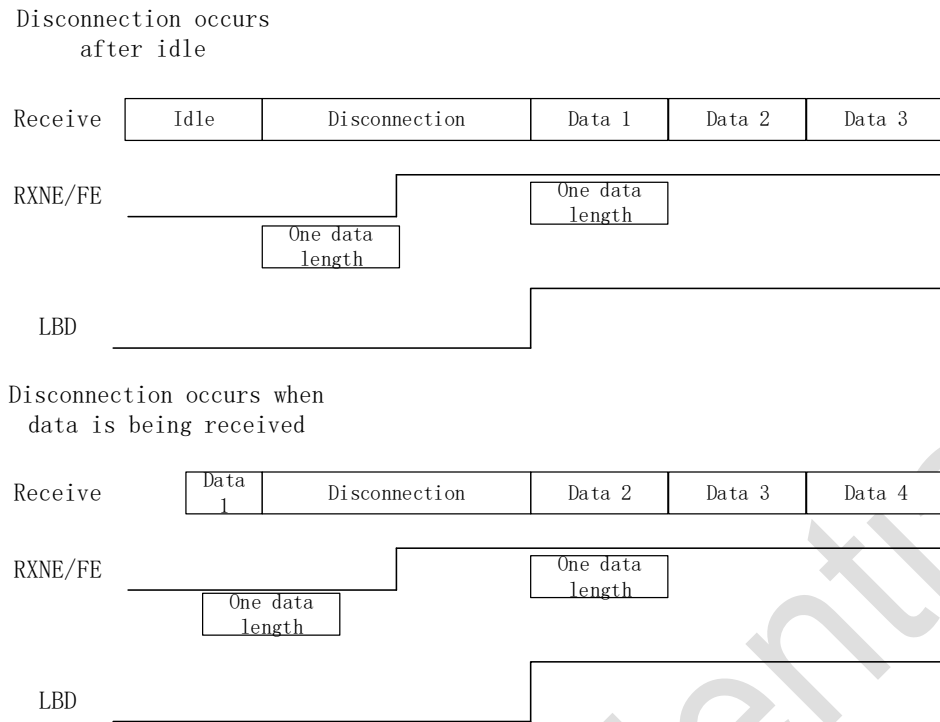 Disconnection occurs
after idle
Receive Idle Disconnection Data 1 Data 2 Data 3
RXNE/FE
One data
length
One data
length
LBD
Disconnection occurs when
data is being received
Receive Data
1 Disconnection Data 2 Data 3 Data 4
RXNE/FE
One data
length
One data
length
LBD